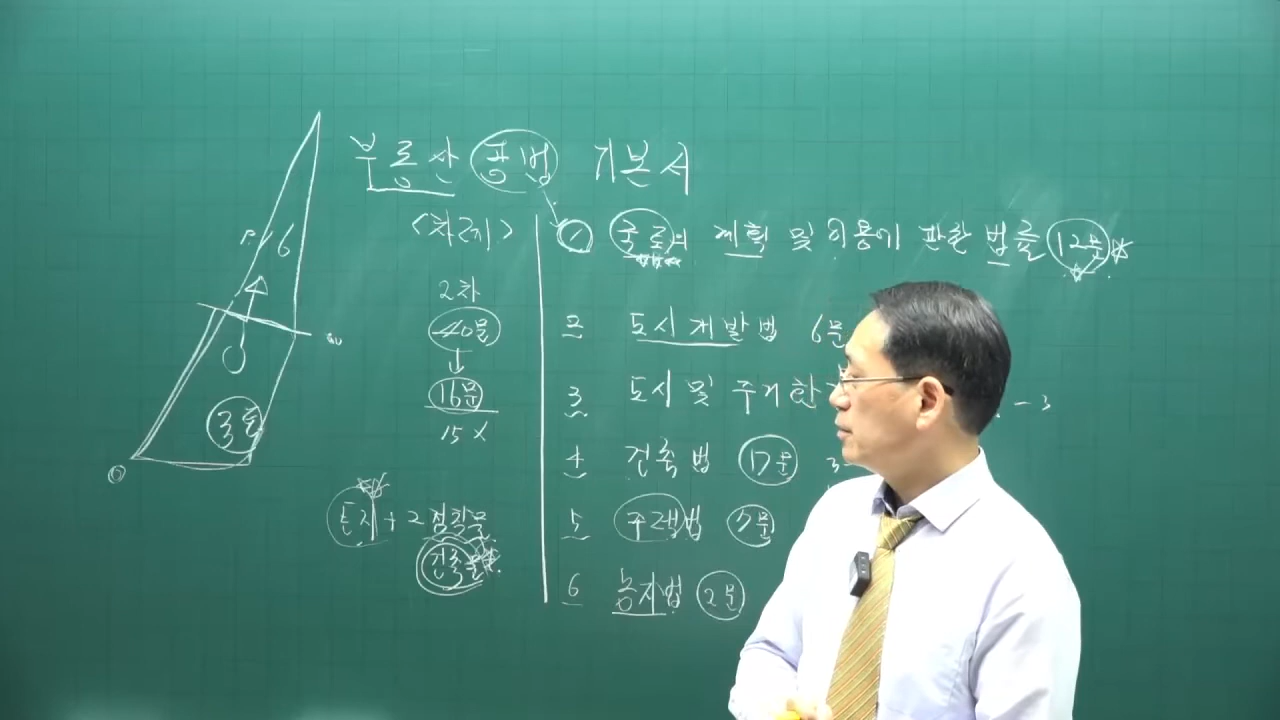 부동산 공법 기본서
<차례>
1 국토의 계획 및 이용에 관한 법률 12문
2차
40문
16문
15 X
2 도시개발법 6문
3 도시 및 주거환
4 건축법 17문 3
5 주택법 7문
6 농지법 2문
6
국토
토지 + 2 정착물
건축물